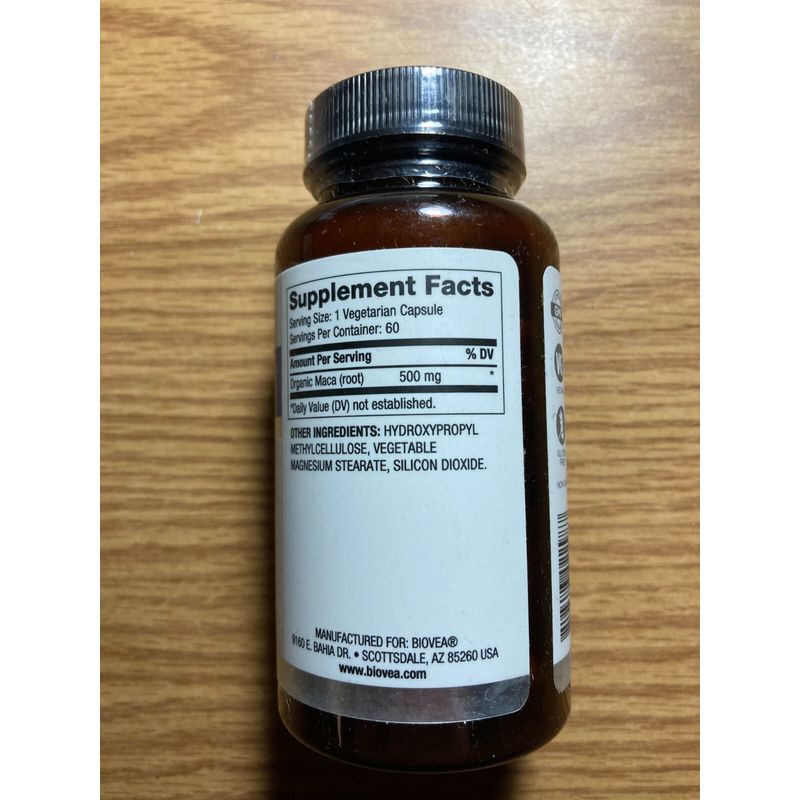 Supplement Facts
Serving Size: 1 Vegetarian Capsule
Servings Per Container: 60
Amount Per Serving % DV
Organic Maca (root) 500 mg *
*Daily Value (DV) not established.
OTHER INGREDIENTS: HYDROXYPROPYL
METHYLCELLULOSE, VEGETABLE
MAGNESIUM STEARATE, SILICON DIOXIDE.
MANUFACTURED FOR: BIOVEA®
9160 E. BAHIA DR. • SCOTTSDALE, AZ 85260 USA
www.biovea.com